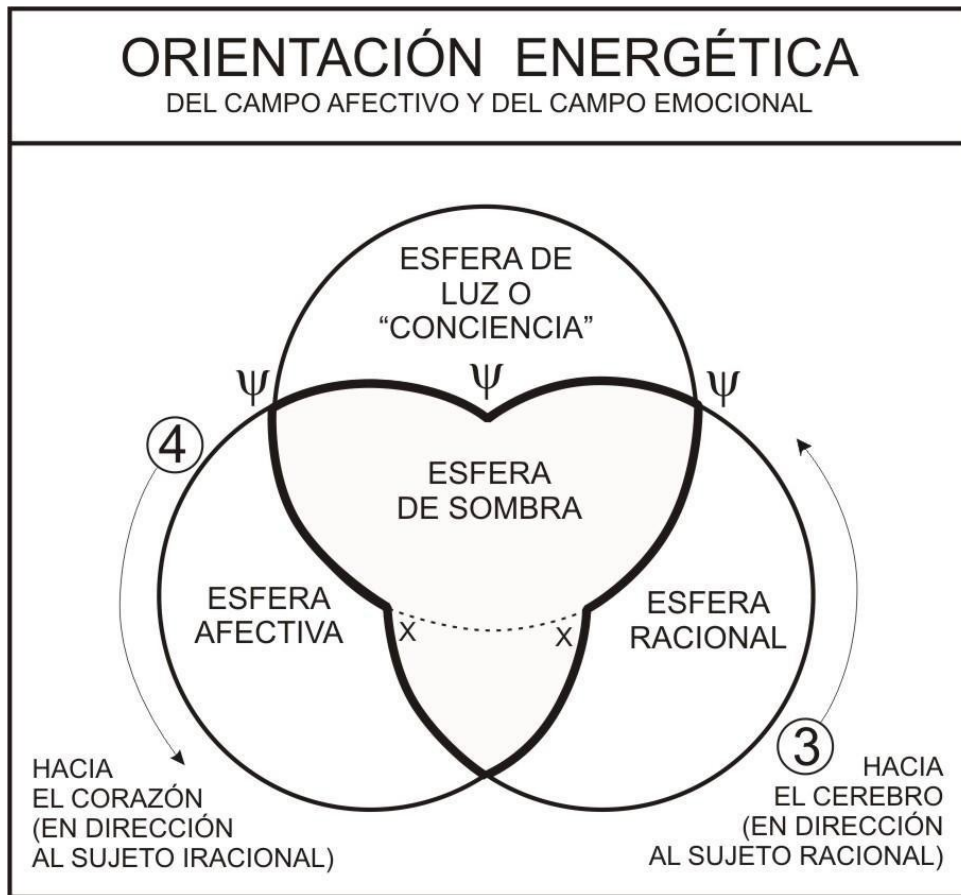 ORIENTACIÓN ENERGÉTICA
DEL CAMPO AFECTIVO Y DEL CAMPO EMOCIONAL
ESFERA DE
LUZ O
“CONCIENCIA”
ψ
ψ
ψ
4
ESFERA
DE SOMBRA
ESFERA
AFECTIVA
ESFERA
RACIONAL
X
X
3
HACIA
EL CORAZÓN
(EN DIRECCIÓN
AL SUJETO IRACIONAL)
HACIA
EL CEREBRO
(EN DIRECCIÓN
AL SUJETO RACIONAL)